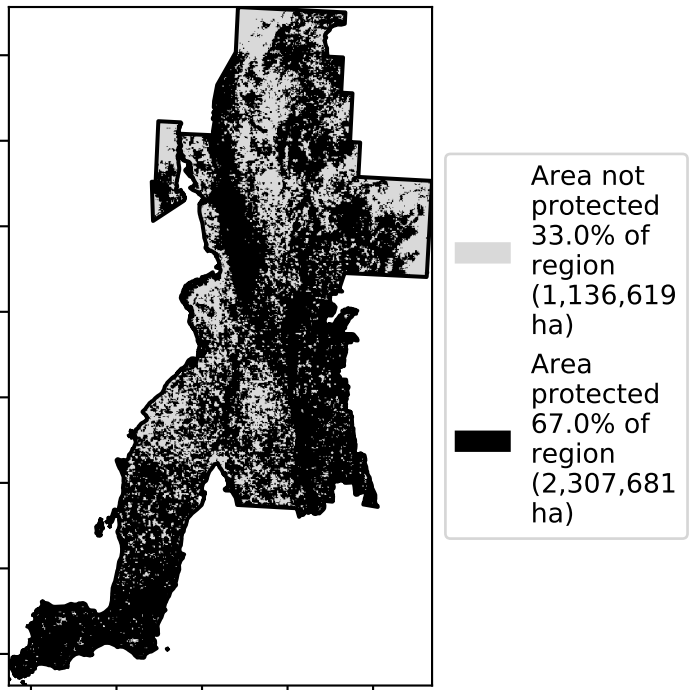 Area not
protected
33.0% of
region
(1,136,619
ha)
Area
protected
67.0% of
region
(2,307,681
ha)